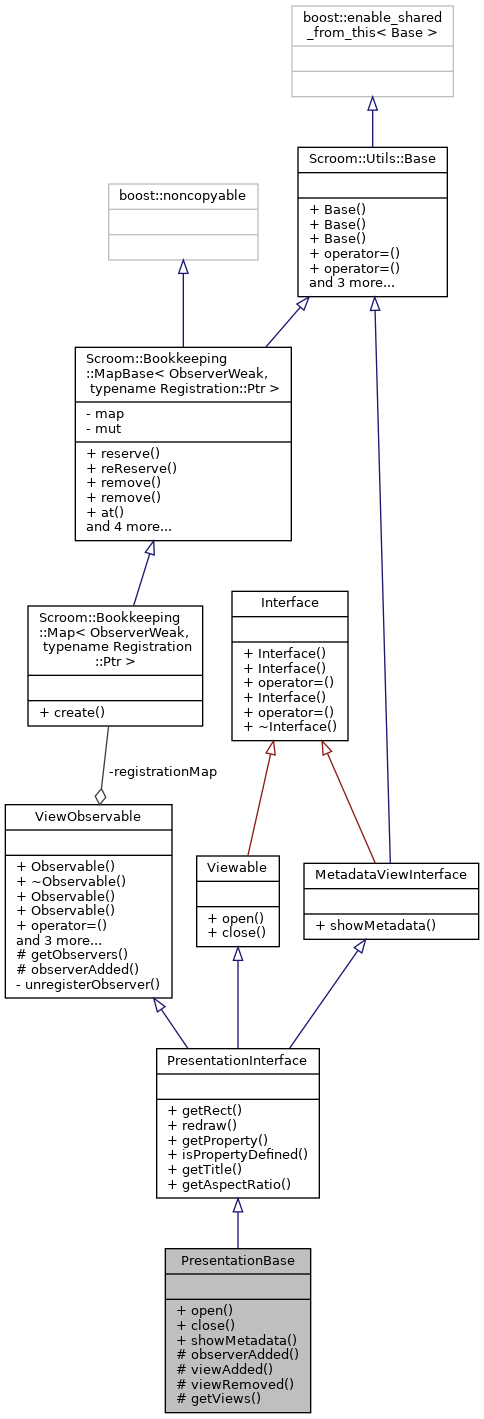 boost::enable_shared
_from_this< Base >
Scroom::Utils::Base
+ Base()
+ Base()
+ Base()
+ operator=()
+ operator=()
and 3 more...
boost::noncopyable
Scroom::Bookkeeping
::MapBase< ObserverWeak,
typename Registration::Ptr >
- map
- mut
+ reserve()
+ reReserve()
+ remove()
+ remove()
+ at()
and 4 more...
Scroom::Bookkeeping
::Map< ObserverWeak,
typename Registration
::Ptr >
+ create()
Interface
+ Interface()
+ Interface()
+ operator=()
+ Interface()
+ operator=()
+ ~Interface()
-registrationMap
ViewObservable
+ Observable()
+ ~Observable()
+ Observable()
+ Observable()
+ operator=()
and 3 more...
# getObservers()
# observerAdded()
- unregisterObserver()
Viewable
+ open()
+ close()
MetadataViewInterface
+ showMetadata()
PresentationInterface
+ getRect()
+ redraw()
+ getProperty()
+ isPropertyDefined()
+ getTitle()
+ getAspectRatio()
PresentationBase
+ open()
+ close()
+ showMetadata()
# observerAdded()
# viewAdded()
# viewRemoved()
# getViews()